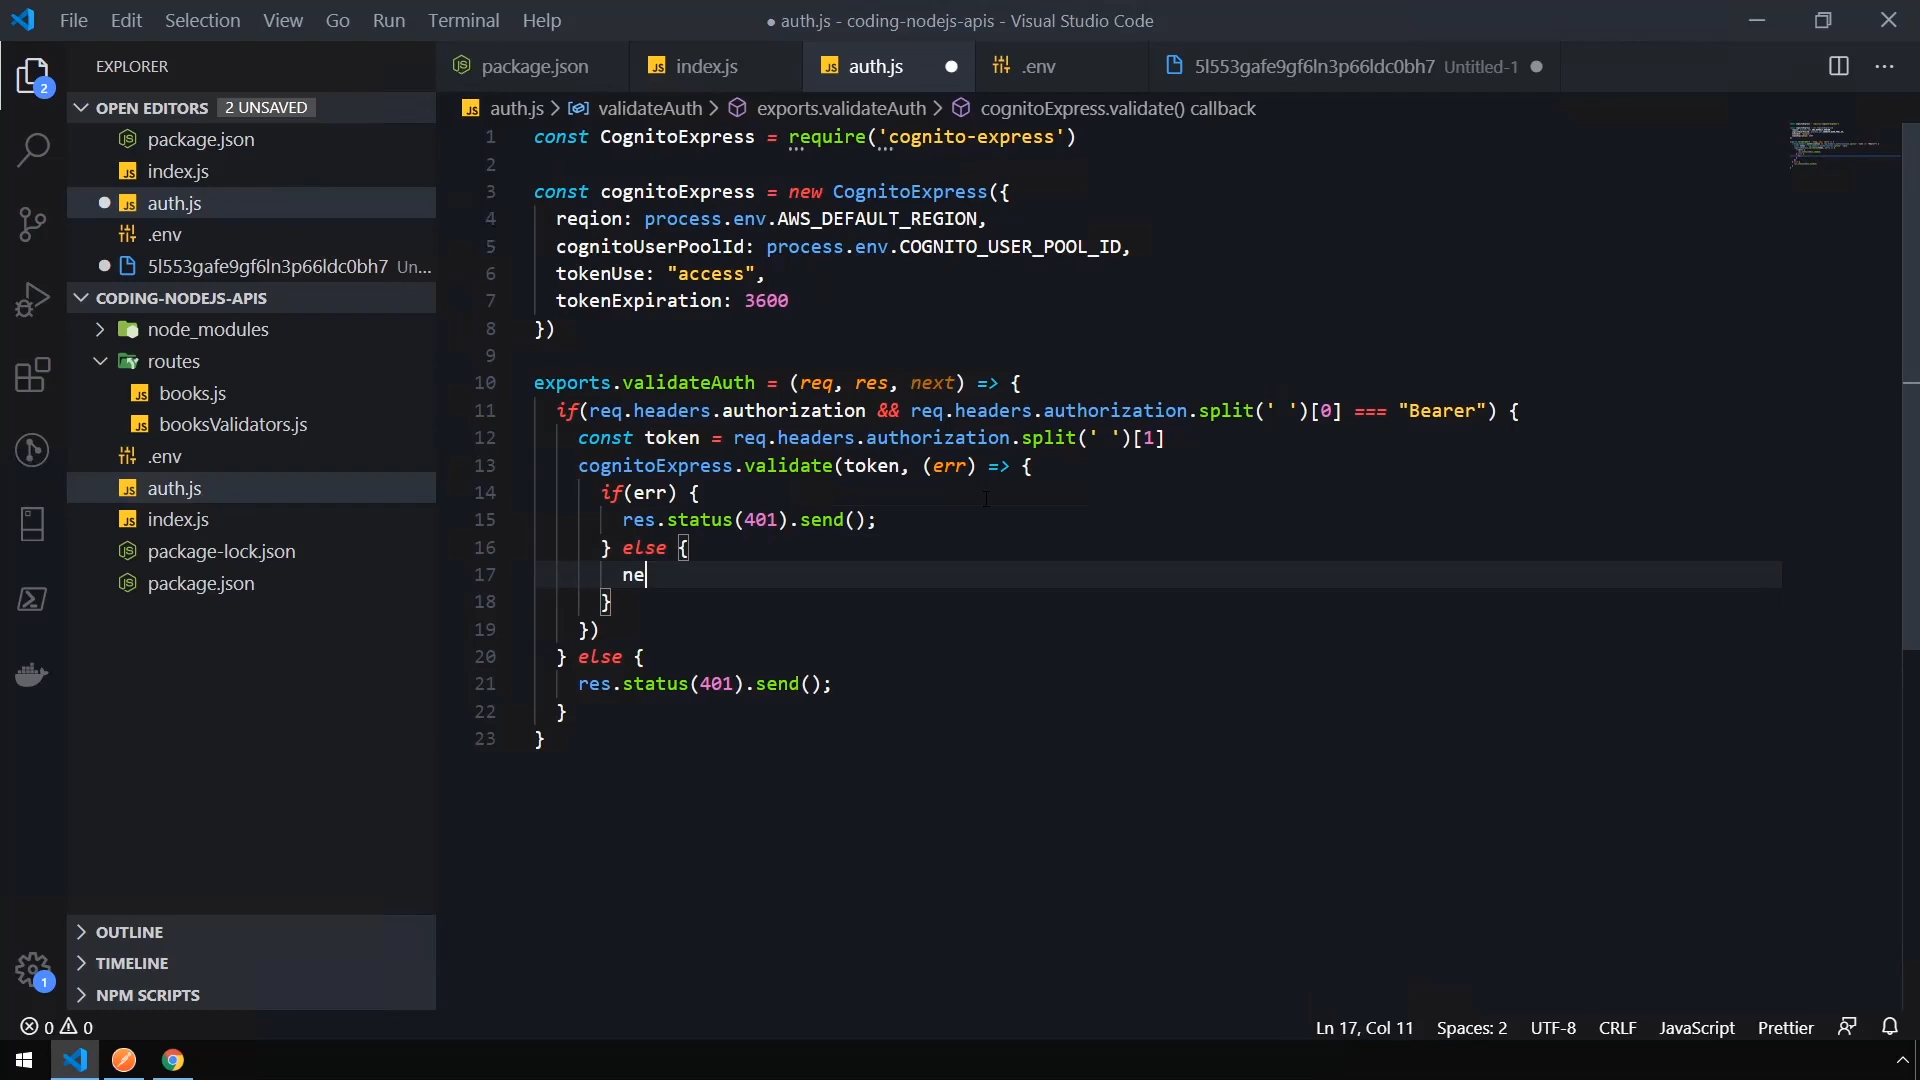 File Edit Selection View Go Run Terminal Help
● auth.js - coding-nodejs-apis - Visual Studio Code
EXPLORER
OPEN EDITORS 2 UNSAVED
package.json
index.js
auth.js
.env
5l553gafe9gf6ln3p66ldc0bh7 Un...
CODING-NODEJS-APIS
node_modules
routes
books.js
booksValidators.js
.env
auth.js
index.js
package-lock.json
package.json
OUTLINE
TIMELINE
NPM SCRIPTS
2
1
package.json index.js auth.js .env 5l553gafe9gf6ln3p66ldc0bh7 Untitled-1
auth.js > validateAuth > exports.validateAuth > cognitoExpress.validate() callback
1 const CognitoExpress = require('cognito-express')
2
3 const cognitoExpress = new CognitoExpress({
4 reqion: process.env.AWS_DEFAULT_REGION,
5 cognitoUserPoolId: process.env.COGNITO_USER_POOL_ID,
6 tokenUse: "access",
7 tokenExpiration: 3600
8 })
9
10 exports.validateAuth = (req, res, next) => {
11 if(req.headers.authorization && req.headers.authorization.split(' ')[0] === "Bearer") {
12 const token = req.headers.authorization.split(' ')[1]
13 cognitoExpress.validate(token, (err) => {
14 if(err) {
15 res.status(401).send();
16 } else {
17 ne
18 }
19 })
20 } else {
21 res.status(401).send();
22 }
23 }
0 0
Ln 17, Col 11 Spaces: 2 UTF-8 CRLF JavaScript Prettier